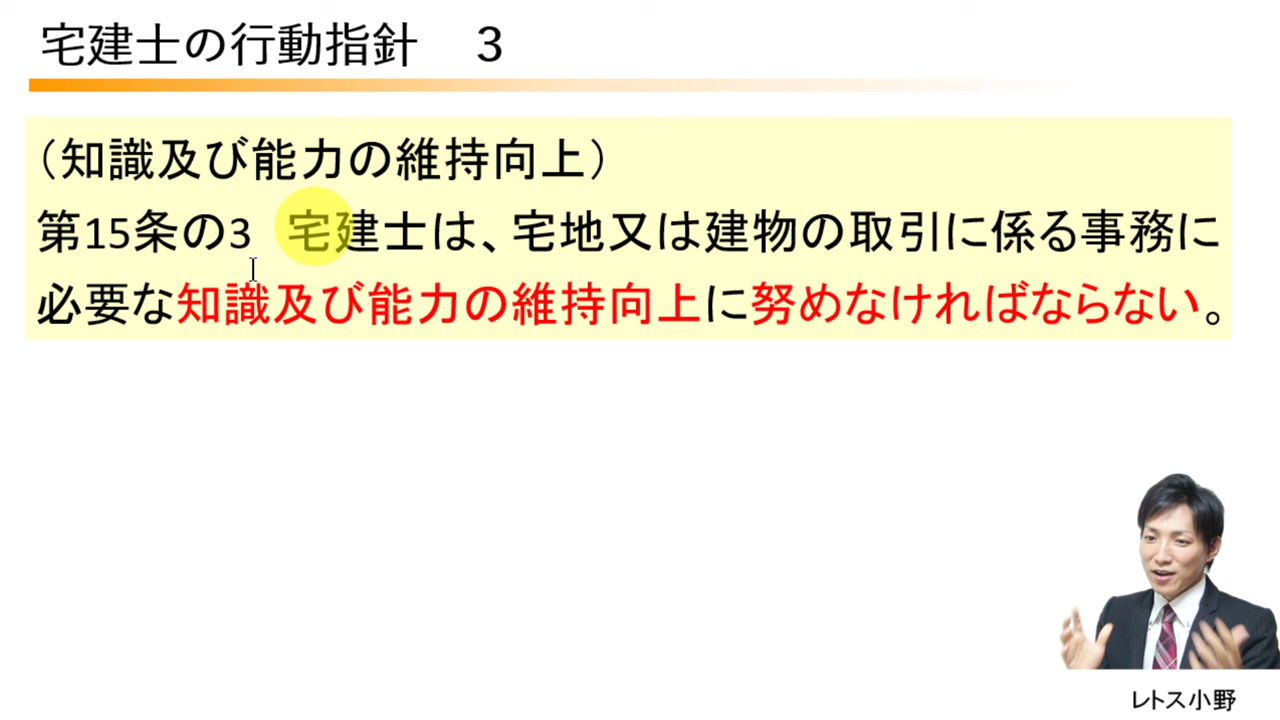 宅建士の行動指針　3
（知識及び能力の維持向上）
第15条の3　宅建士は、宅地又は建物の取引に係る事務に
必要な知識及び能力の維持向上に努めなければならない。
レトス小野